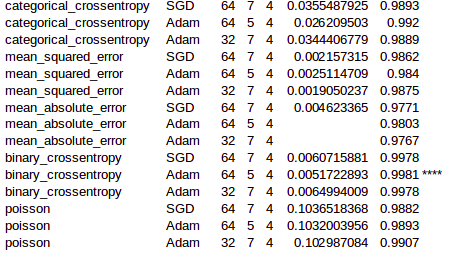 categorical_crossentropy SGD 64 7 4 0.0355487925 0.9893
categorical_crossentropy Adam 64 5 4 0.026209503 0.992
categorical_crossentropy Adam 32 7 4 0.0344406779 0.9889
mean_squared_error SGD 64 7 4 0.002157315 0.9862
mean_squared_error Adam 64 5 4 0.0025114709 0.984
mean_squared_error Adam 32 7 4 0.0019050237 0.9875
mean_absolute_error SGD 64 7 4 0.004623365 0.9771
mean_absolute_error Adam 64 5 4 0.9803
mean_absolute_error Adam 32 7 4 0.9767
binary_crossentropy SGD 64 7 4 0.0060715881 0.9978
binary_crossentropy Adam 64 5 4 0.0051722893 0.9981 ****
binary_crossentropy Adam 32 7 4 0.0064994009 0.9978
poisson SGD 64 7 4 0.1036518368 0.9882
poisson Adam 64 5 4 0.1032003956 0.9893
poisson Adam 32 7 4 0.102987084 0.9907